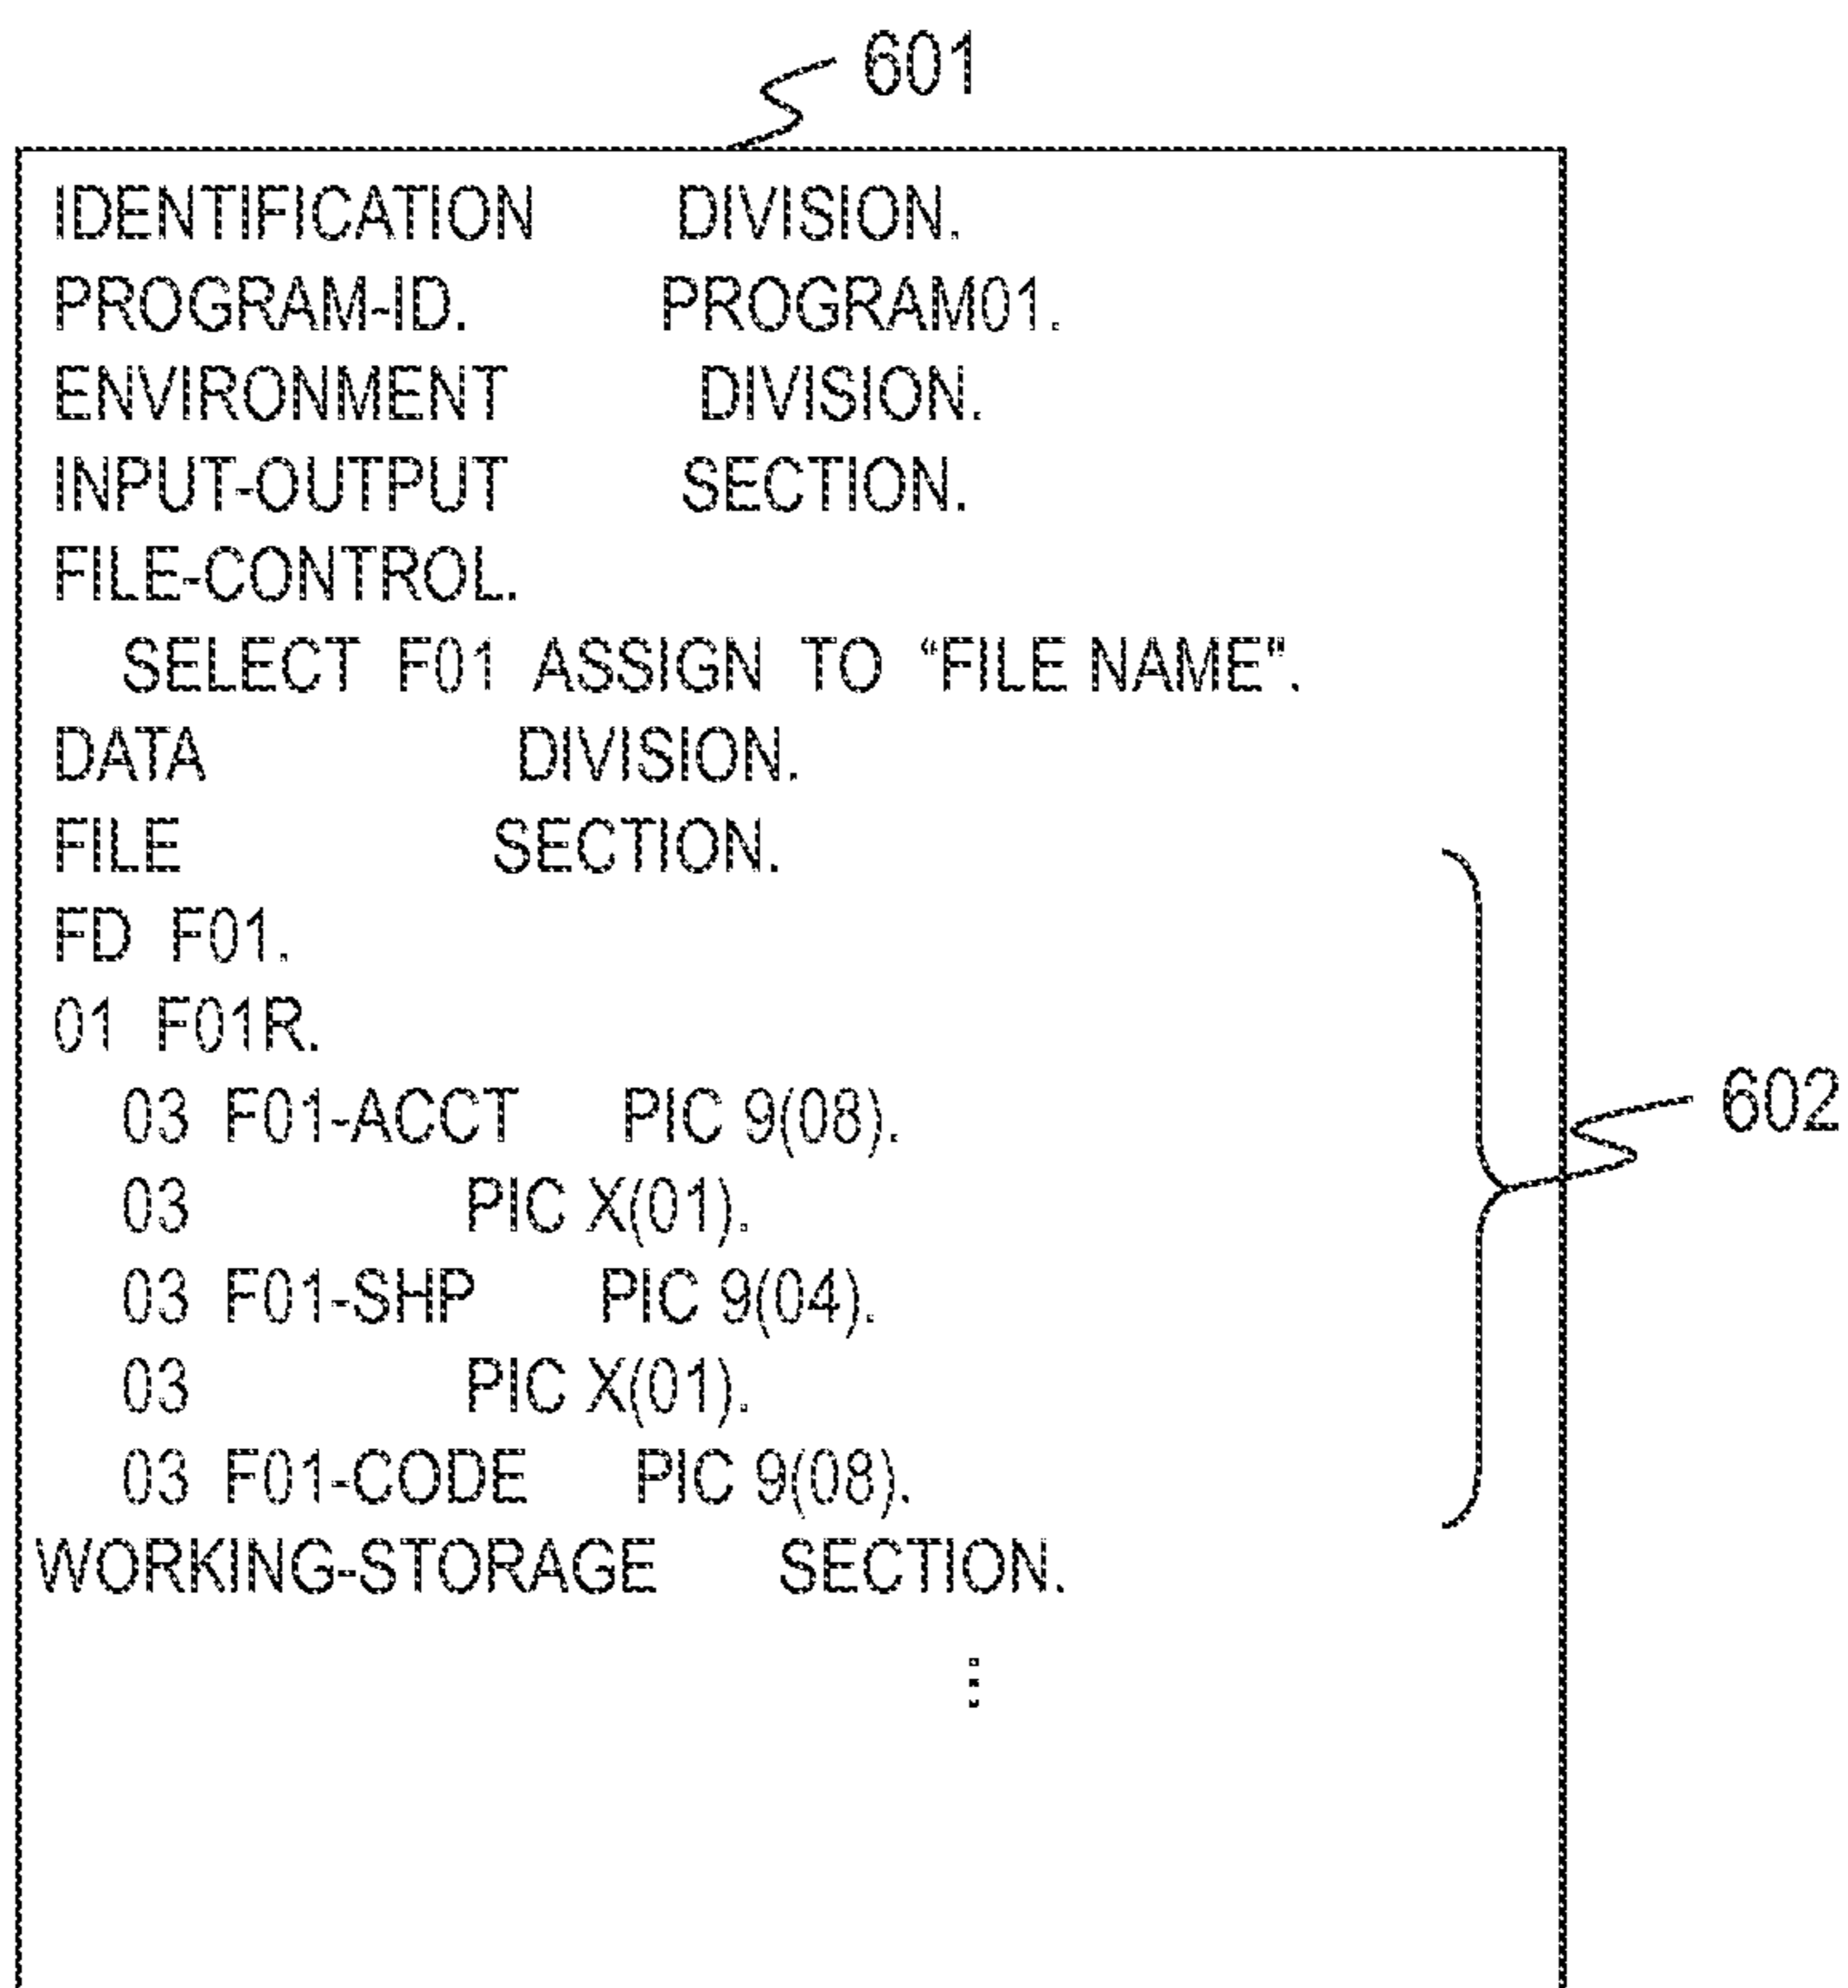 601
IDENTIFICATION DIVISION.
PROGRAM-ID. PROGRAM01.
ENVIRONMENT DIVISION.
INPUT-OUTPUT SECTION.
FILE-CONTROL.
SELECT F01 ASSIGN TO “FILE NAME".
DATA DIVISION.
FILE SECTION.
FD F01.
01 F01R.
03 F01-ACCT PIC 9(08).
03 PIC X(01).
03 F01-SHP PIC 9(04).
03 PIC X(01).
03 F01-CODE PIC 9(08).
602
WORKING-STORAGE SECTION.
: